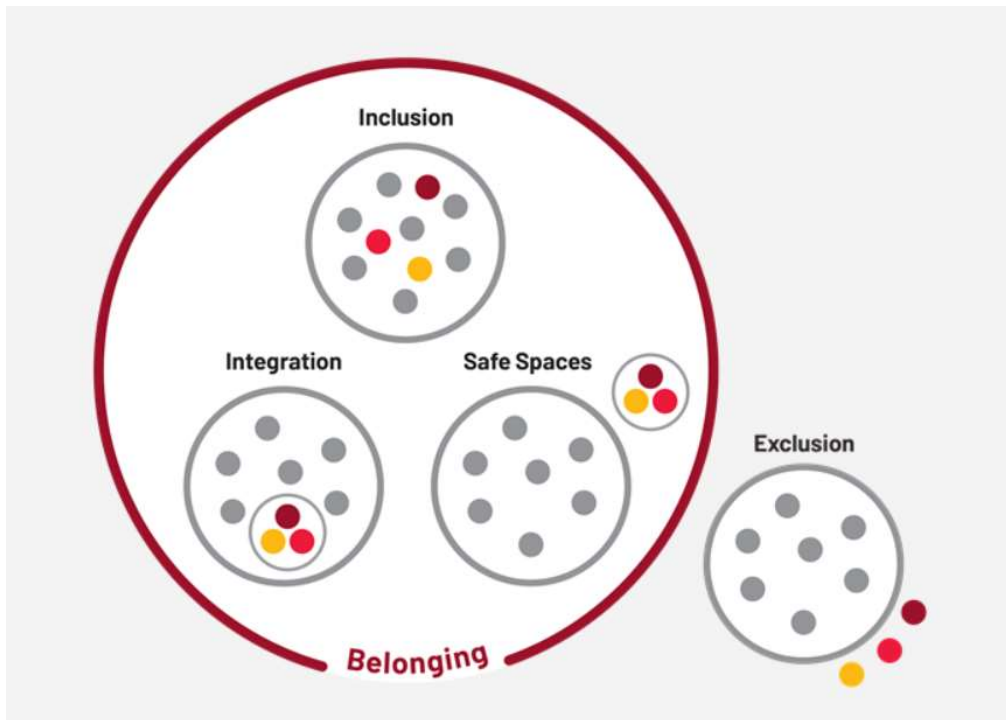 Inclusion
Integration
Safe Spaces
Exclusion
Belonging